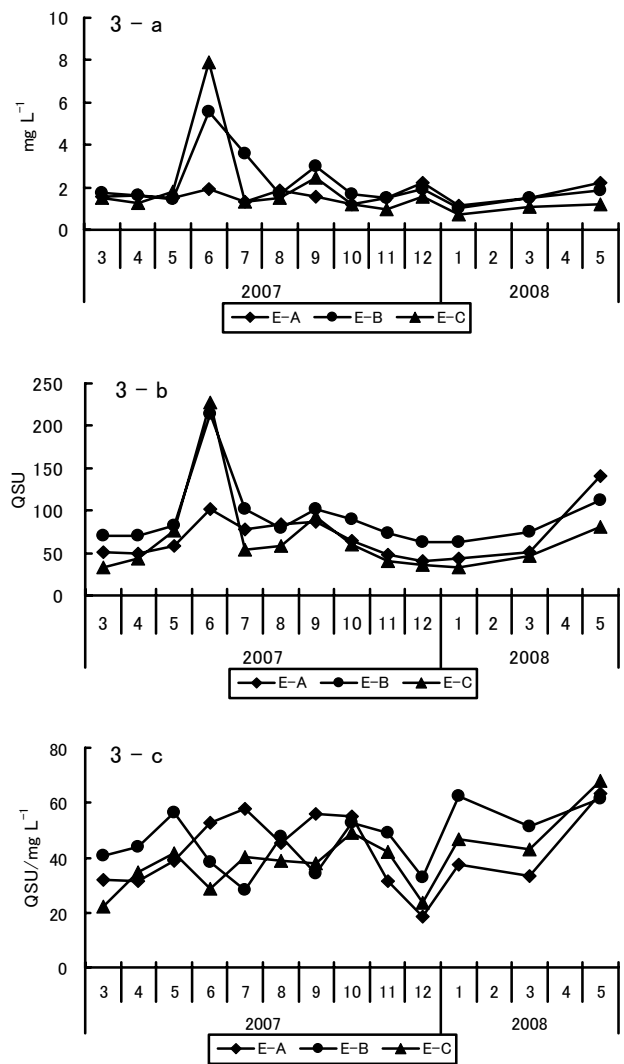 3 - a
mg L⁻¹
10
8
6
4
2
0
3 4 5 6 7 8 9 10 11 12 1 2 3 4 5
2007 2008
E-A E-B E-C
3 - b
QSU
250
200
150
100
50
0
3 4 5 6 7 8 9 10 11 12 1 2 3 4 5
2007 2008
E-A E-B E-C
3 - c
QSU/mg L⁻¹
80
60
40
20
0
3 4 5 6 7 8 9 10 11 12 1 2 3 4 5
2007 2008
E-A E-B E-C